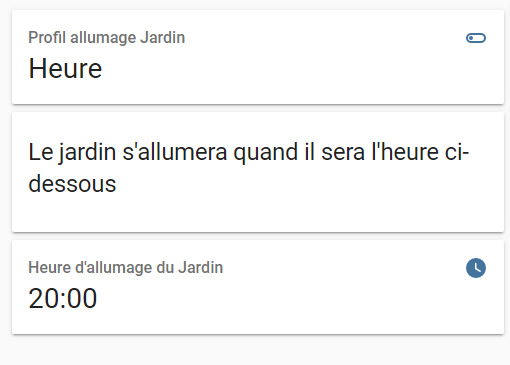 Profil allumage Jardin
Heure
Le jardin s'allumera quand il sera l'heure ci-
dessous
Heure d'allumage du Jardin
20:00